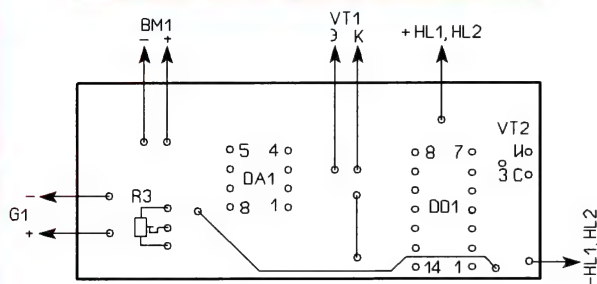 BM1
− +
VT1
Э К
+HL1, HL2
VT2
И
З С
5 4
DA1
8 1
8 7
DD1
14 1
R3
−
G1
+
−HL1, HL2